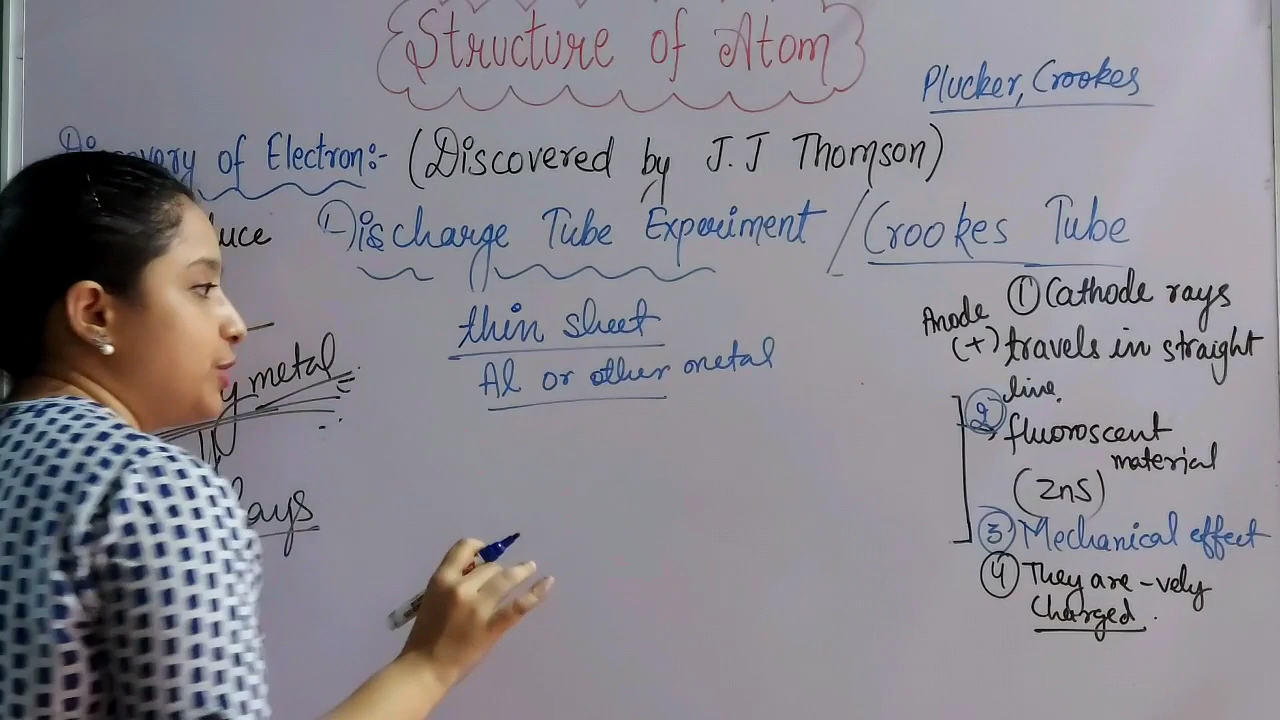 Structure of Atom
Plucker, Crookes
of Electron:- (Discovered by J.J Thomson)
Discharge Tube Experiment / Crookes Tube
thin sheet
Al or other metal
metal
① Cathode rays
Anode
(+) travels in straight
line.
② fluoroscent
material
(ZnS)
③ Mechanical effect
④ They are -vely
charged.